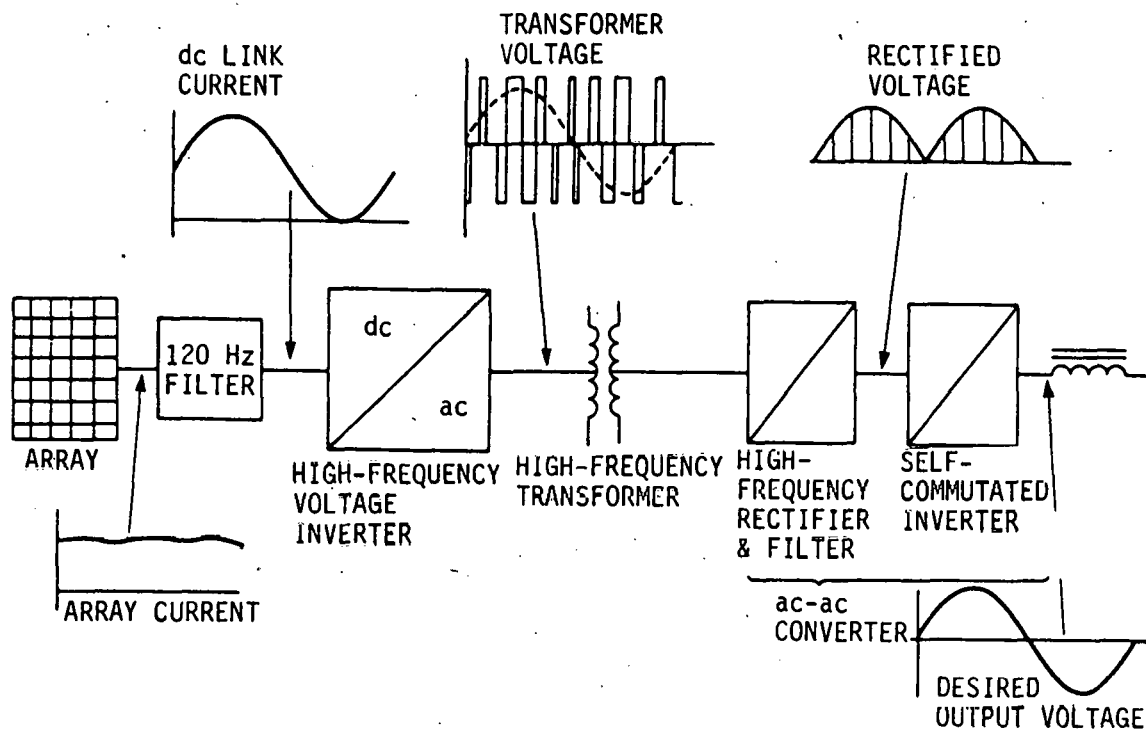 dc LINK
CURRENT
TRANSFORMER
VOLTAGE
RECTIFIED
VOLTAGE
ARRAY
120 Hz
FILTER
dc
ac
HIGH-FREQUENCY
VOLTAGE
INVERTER
HIGH-FREQUENCY
TRANSFORMER
HIGH-
FREQUENCY
RECTIFIER
& FILTER
SELF-
COMMUTATED
INVERTER
ARRAY CURRENT
ac-ac
CONVERTER
DESIRED
OUTPUT VOLTAGE